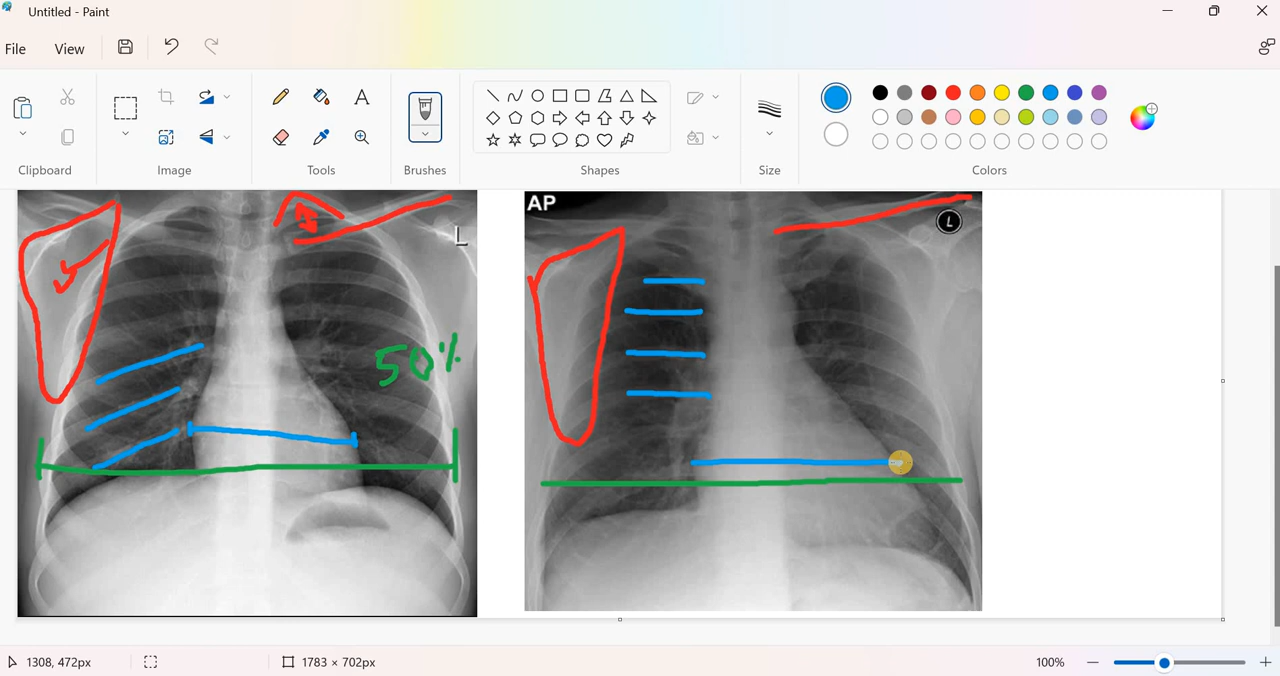 Untitled - Paint
File
View
Clipboard
Image
Tools
Brushes
Shapes
Size
Colors
A
AP
L
L
50%
1308, 472px
1783 × 702px
100%